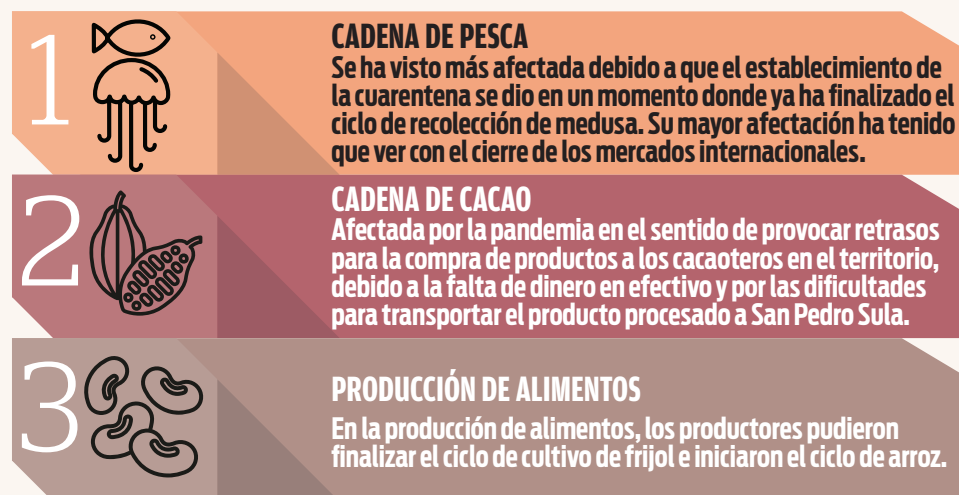 1
CADENA DE PESCA
Se ha visto más afectada debido a que el establecimiento de
la cuarentena se dio en un momento donde ya ha finalizado el
ciclo de recolección de medusa. Su mayor afectación ha tenido
que ver con el cierre de los mercados internacionales.
2
CADENA DE CACAO
Afectada por la pandemia en el sentido de provocar retrasos
para la compra de productos a los cacaoteros en el territorio,
debido a la falta de dinero en efectivo y por las dificultades
para transportar el producto procesado a San Pedro Sula.
3
PRODUCCIÓN DE ALIMENTOS
En la producción de alimentos, los productores pudieron
finalizar el ciclo de cultivo de frijol e iniciaron el ciclo de arroz.